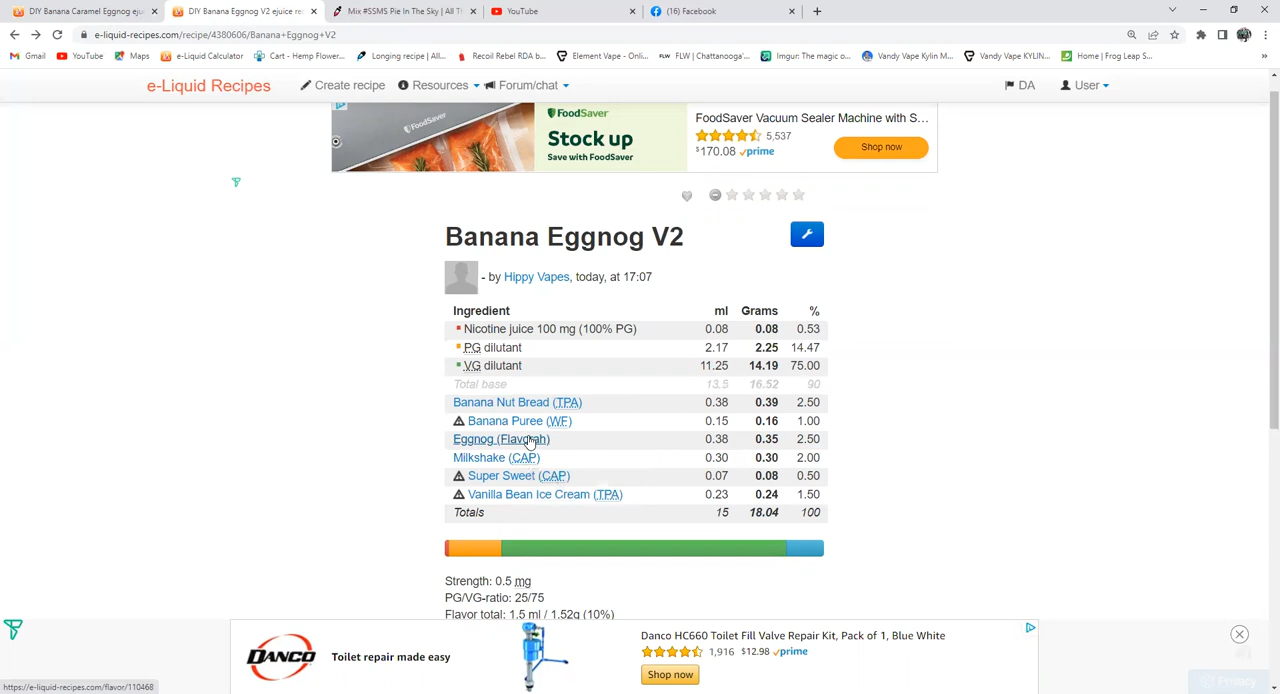 DIY Banana Caramel Eggnog eju
DIY Banana Eggnog V2 ejuice re
Mix #SSMS Pie In The Sky | All Ti
YouTube
(16) Facebook
e-liquid-recipes.com/recipe/4380606/Banana+Eggnog+V2
Gmail
YouTube
Maps
e-Liquid Calculator
Cart - Hemp Flower...
Longing recipe | All...
Recoil Rebel RDA b...
Element Vape - Onli...
FLW | Chattanooga'...
Imgur: The magic o...
Vandy Vape Kylin M...
Vandy Vape KYLIN...
Home | Frog Leap S...
e-Liquid Recipes
Create recipe
Resources
Forum/chat
DA
User
FoodSaver
FoodSaver
Stock up
Save with FoodSaver
FoodSaver Vacuum Sealer Machine with S...
5,537
$170.08 prime
Shop now
Banana Eggnog V2
- by Hippy Vapes, today, at 17:07
Ingredient ml Grams %
Nicotine juice 100 mg (100% PG) 0.08 0.08 0.53
PG dilutant 2.17 2.25 14.47
VG dilutant 11.25 14.19 75.00
Total base 13.5 16.52 90
Banana Nut Bread (TPA) 0.38 0.39 2.50
Banana Puree (WF) 0.15 0.16 1.00
Eggnog (Flavorah) 0.38 0.35 2.50
Milkshake (CAP) 0.30 0.30 2.00
Super Sweet (CAP) 0.07 0.08 0.50
Vanilla Bean Ice Cream (TPA) 0.23 0.24 1.50
Totals 15 18.04 100
Strength: 0.5 mg
PG/VG-ratio: 25/75
Flavor total: 1.5 ml / 1.52g (10%)
DANCO
Toilet repair made easy
Danco HC660 Toilet Fill Valve Repair Kit, Pack of 1, Blue White
1,916 $12.98 prime
Shop now
Privacy
https://e-liquid-recipes.com/flavor/110468